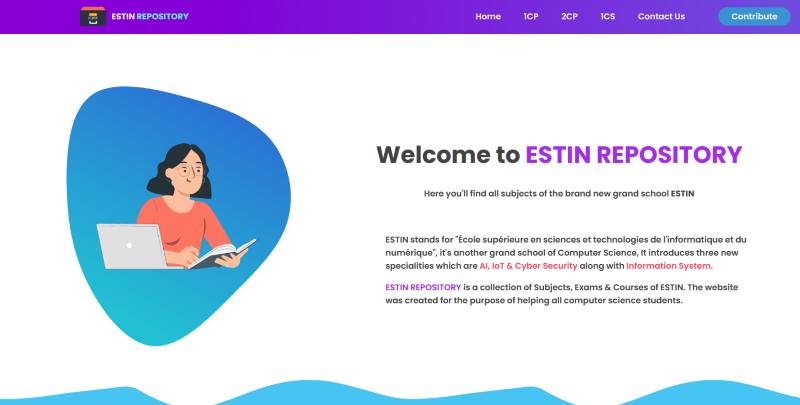 ESTIN REPOSITORY
Home
1CP
2CP
1CS
Contact Us
Contribute
Welcome to ESTIN REPOSITORY
Here you'll find all subjects of the brand new grand school ESTIN
ESTIN stands for "École supérieure en sciences et technologies de l'informatique et du
numérique", it's another grand school of Computer Science, It introduces three new
specialities which are AI, IoT & Cyber Security along with Information System.
ESTIN REPOSITORY is a collection of Subjects, Exams & Courses of ESTIN. The website
was created for the purpose of helping all computer science students.